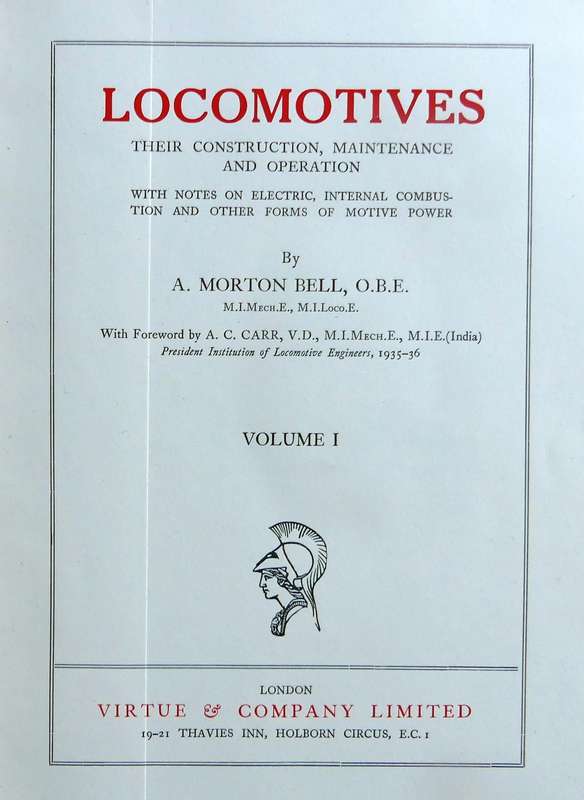 LOCOMOTIVES
THEIR CONSTRUCTION, MAINTENANCE
AND OPERATION
WITH NOTES ON ELECTRIC, INTERNAL COMBUS-
TION AND OTHER FORMS OF MOTIVE POWER
By
A. MORTON BELL, O.B.E.
M.I.MECH.E., M.I.LOCO.E.
With Foreword by A. C. CARR, V.D., M.I.MECH.E., M.I.E.(India)
President Institution of Locomotive Engineers, 1935–36
VOLUME I
LONDON
VIRTUE & COMPANY LIMITED
19–21 THAVIES INN, HOLBORN CIRCUS, E.C. 1